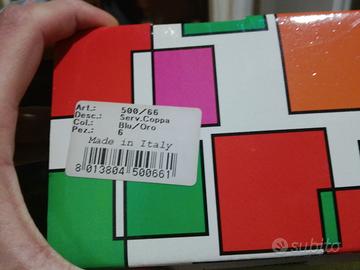 Art.: 500/66
Desc.: Serv.Coppa
Col.: Blu/Oro
Pez.: 6
Made in Italy
8 013804 500661
subito